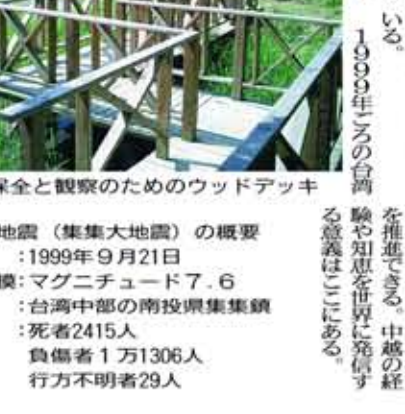 いる。
1999年ごろの台湾
を推進できる。中越の経
験や知恵を世界に発信す
る意義はここにある。
保全と観察のためのウッドデッキ
地震（集集大地震）の概要
：1999年９月21日
模：マグニチュード７．６
：台湾中部の南投県集集鎮
：死者2415人
負傷者１万1306人
行方不明者29人